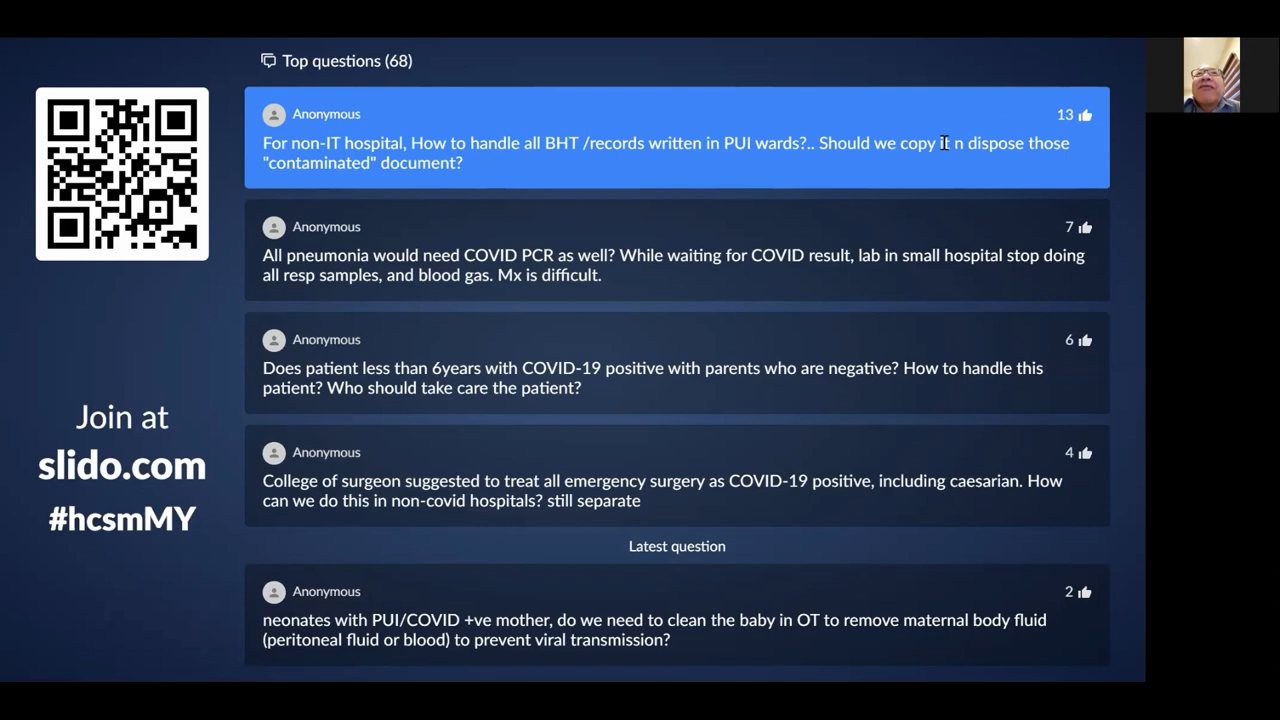 Top questions (68)
Anonymous
13
For non-IT hospital, How to handle all BHT /records written in PUI wards?.. Should we copy it n dispose those
"contaminated" document?
Anonymous
7
All pneumonia would need COVID PCR as well? While waiting for COVID result, lab in small hospital stop doing
all resp samples, and blood gas. Mx is difficult.
Anonymous
6
Does patient less than 6years with COVID-19 positive with parents who are negative? How to handle this
patient? Who should take care the patient?
Anonymous
4
College of surgeon suggested to treat all emergency surgery as COVID-19 positive, including caesarian. How
can we do this in non-covid hospitals? still separate
Latest question
Anonymous
2
neonates with PUI/COVID +ve mother, do we need to clean the baby in OT to remove maternal body fluid
(peritoneal fluid or blood) to prevent viral transmission?
Join at
slido.com
#hcsmMY